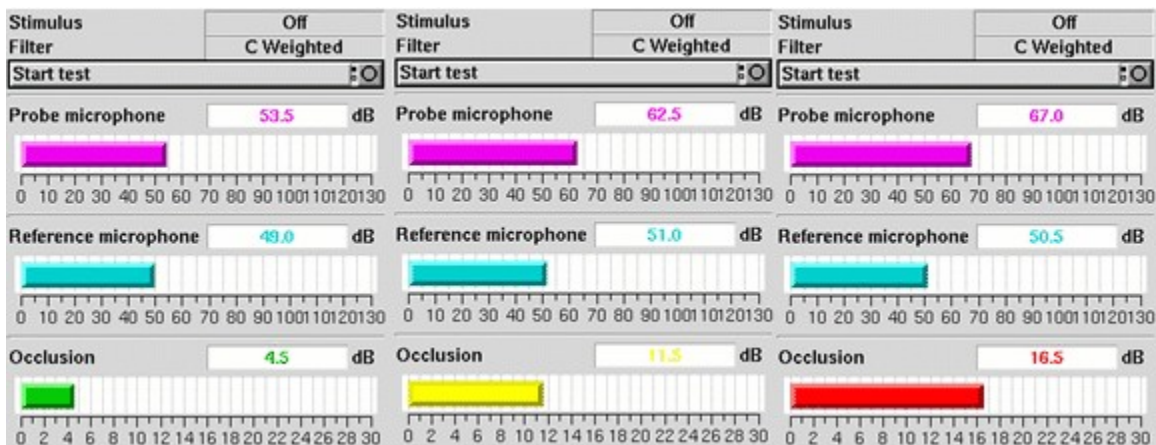 Stimulus Off
Filter C Weighted
Start test
Probe microphone 53.5 dB
0 10 20 30 40 50 60 70 80 90 100 110 120 130
Reference microphone 49.0 dB
0 10 20 30 40 50 60 70 80 90 100 110 120 130
Occlusion 4.5 dB
0 2 4 6 8 10 12 14 16 18 20 22 24 26 28 30
Stimulus Off
Filter C Weighted
Start test
Probe microphone 62.5 dB
0 10 20 30 40 50 60 70 80 90 100 110 120 130
Reference microphone 51.0 dB
0 10 20 30 40 50 60 70 80 90 100 110 120 130
Occlusion 11.5 dB
0 2 4 6 8 10 12 14 16 18 20 22 24 26 28 30
Stimulus Off
Filter C Weighted
Start test
Probe microphone 67.0 dB
0 10 20 30 40 50 60 70 80 90 100 110 120 130
Reference microphone 50.5 dB
0 10 20 30 40 50 60 70 80 90 100 110 120 130
Occlusion 16.5 dB
0 2 4 6 8 10 12 14 16 18 20 22 24 26 28 30